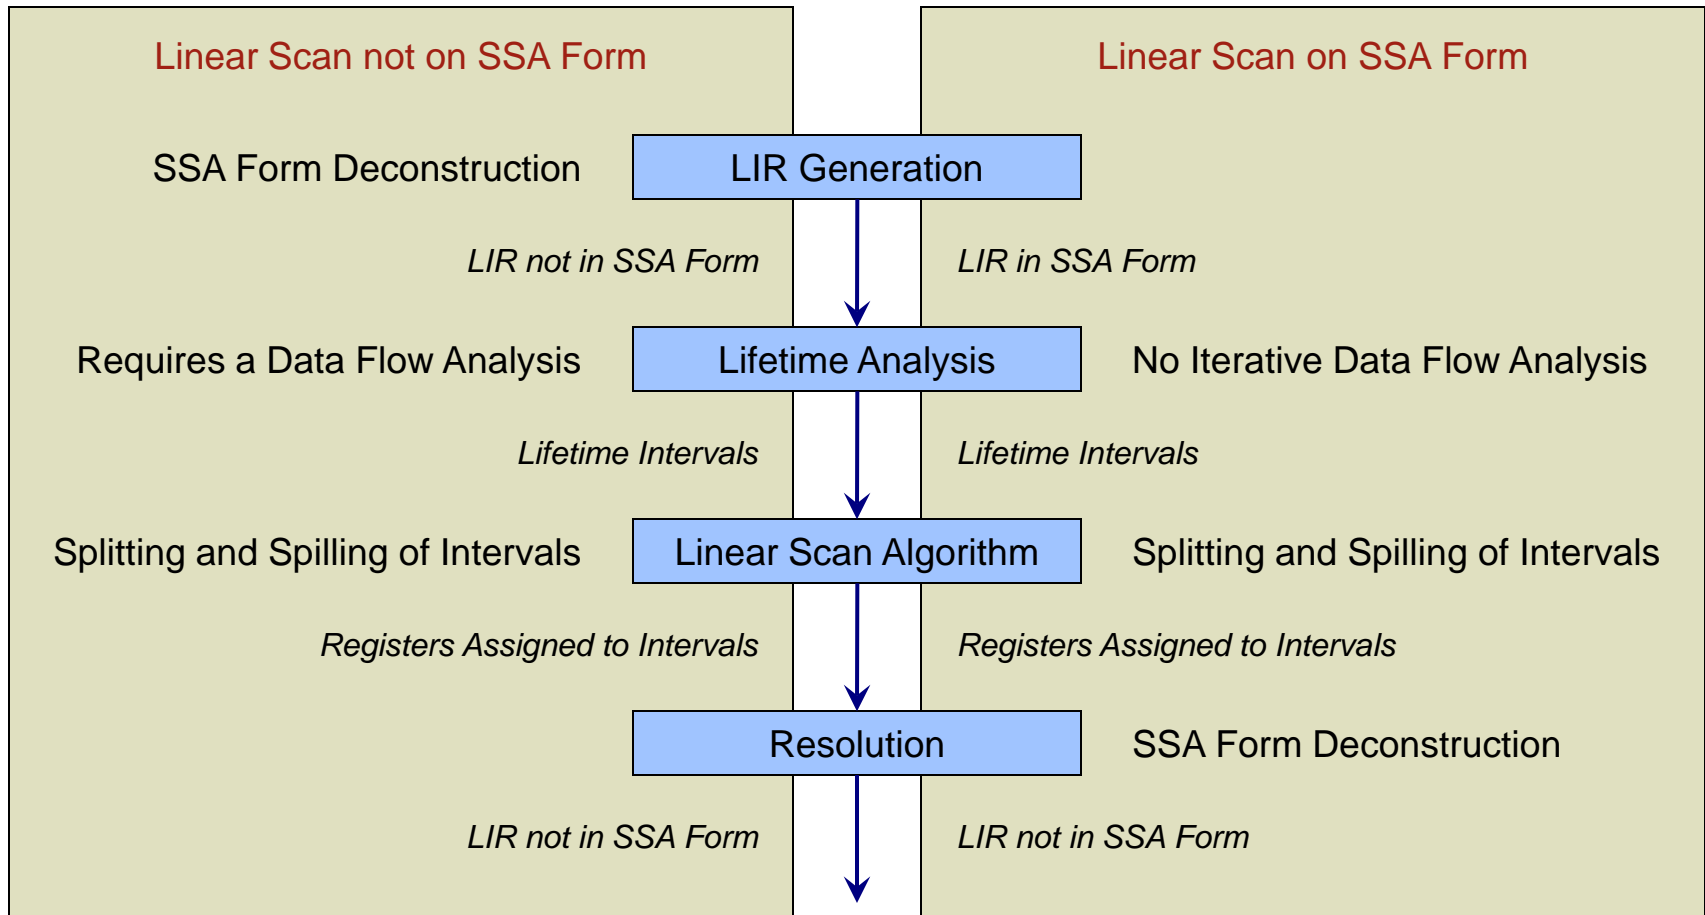 Linear Scan not on SSA Form
Linear Scan on SSA Form
SSA Form Deconstruction
LIR Generation
LIR not in SSA Form
LIR in SSA Form
Requires a Data Flow Analysis
Lifetime Analysis
No Iterative Data Flow Analysis
Lifetime Intervals
Lifetime Intervals
Splitting and Spilling of Intervals
Linear Scan Algorithm
Splitting and Spilling of Intervals
Registers Assigned to Intervals
Registers Assigned to Intervals
Resolution
SSA Form Deconstruction
LIR not in SSA Form
LIR not in SSA Form